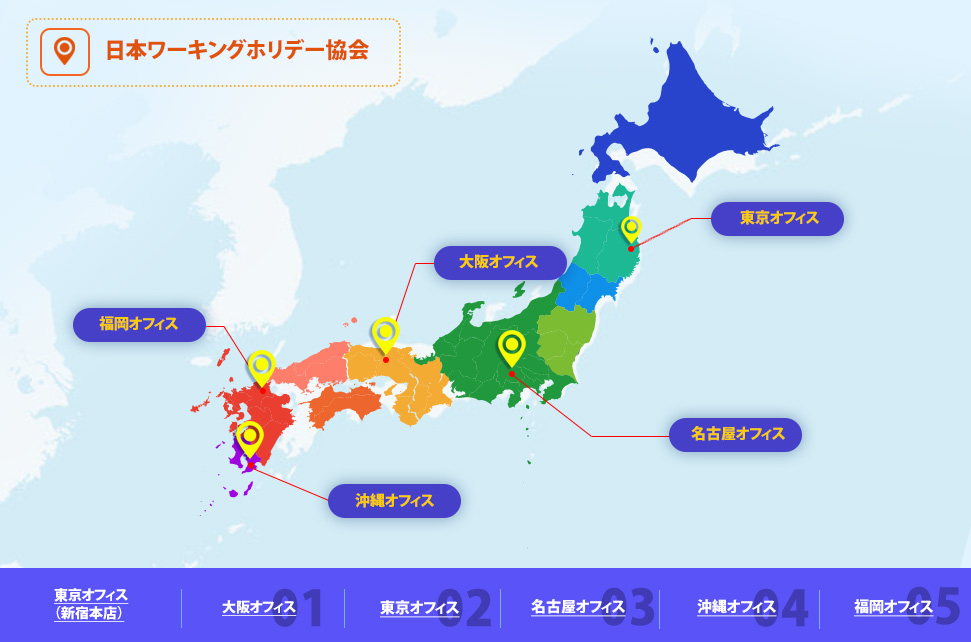 日本ワーキングホリデー協会
東京オフィス
大阪オフィス
福岡オフィス
名古屋オフィス
沖縄オフィス
東京オフィス
(新宿本店)
大阪オフィス 01
東京オフィス 02
名古屋オフィス 03
沖縄オフィス 04
福岡オフィス 05